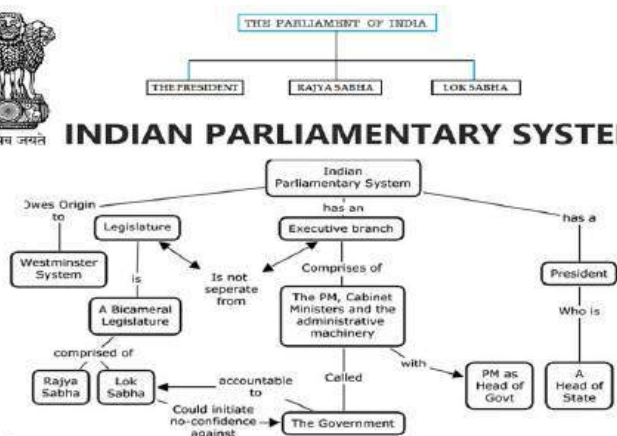 THE PARLIAMENT OF INDIA
THE PRESIDENT
RAJYA SABHA
LOK SABHA
जयते
INDIAN PARLIAMENTARY SYSTE
Indian
Parliamentary System
Owes Origin
to
has an
has a
Legislature
Executive branch
Westminster
System
Is not
seperate
from
Comprises of
President
is
A Bicameral
Legislature
The PM, Cabinet
Ministers and the
administrative
machinery
Who is
comprised of
with
Rajya
Sabha
Lok
Sabha
accountable
to
Called
PM as
Head of
Govt
A
Head of
State
Could initiate
no-confidence
against
The Government